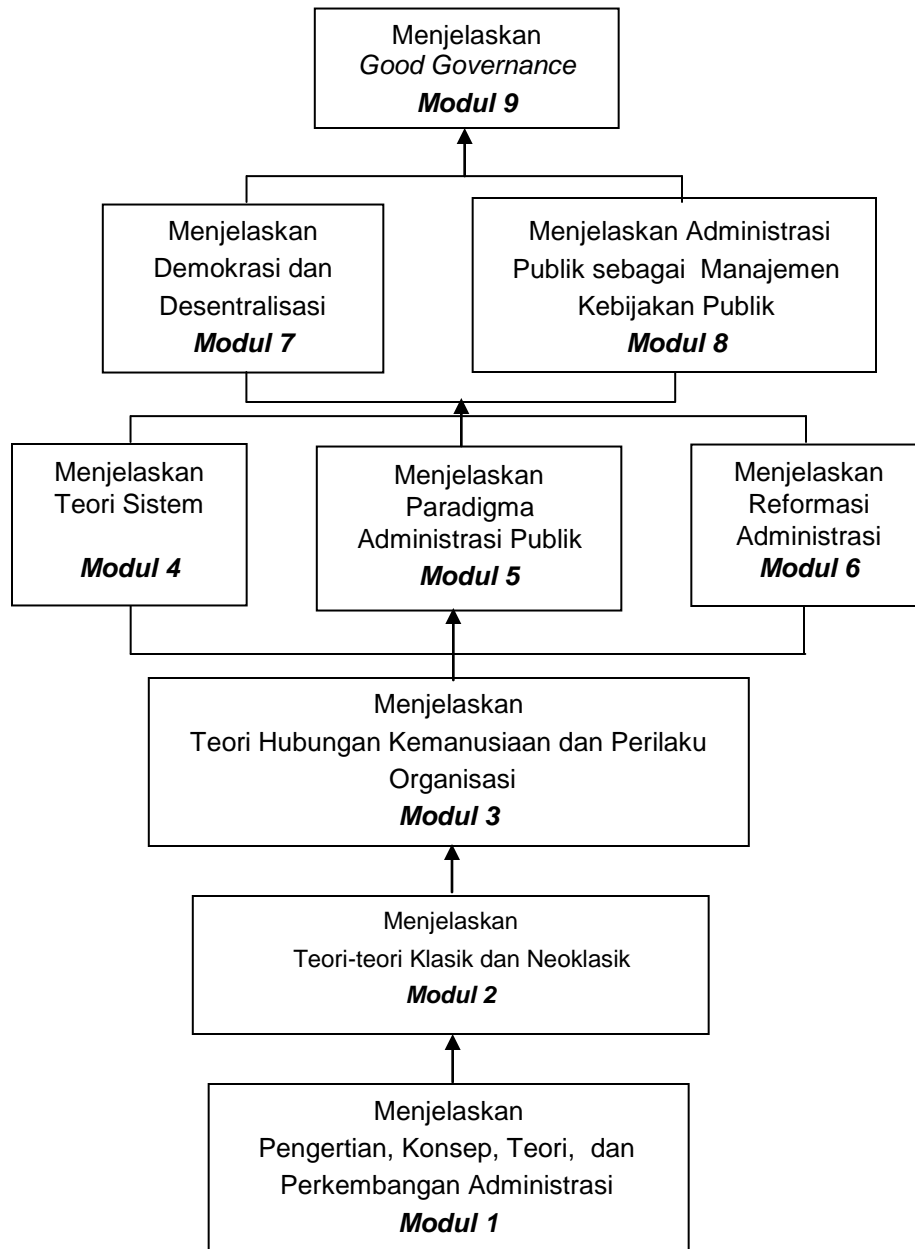 Menjelaskan
Good Governance
Modul 9
Menjelaskan
Demokrasi dan
Desentralisasi
Modul 7
Menjelaskan Administrasi
Publik sebagai Manajemen
Kebijakan Publik
Modul 8
Menjelaskan
Teori Sistem
Modul 4
Menjelaskan
Paradigma
Administrasi Publik
Modul 5
Menjelaskan
Reformasi
Administrasi
Modul 6
Menjelaskan
Teori Hubungan Kemanusiaan dan Perilaku
Organisasi
Modul 3
Menjelaskan
Teori-teori Klasik dan Neoklasik
Modul 2
Menjelaskan
Pengertian, Konsep, Teori, dan
Perkembangan Administrasi
Modul 1